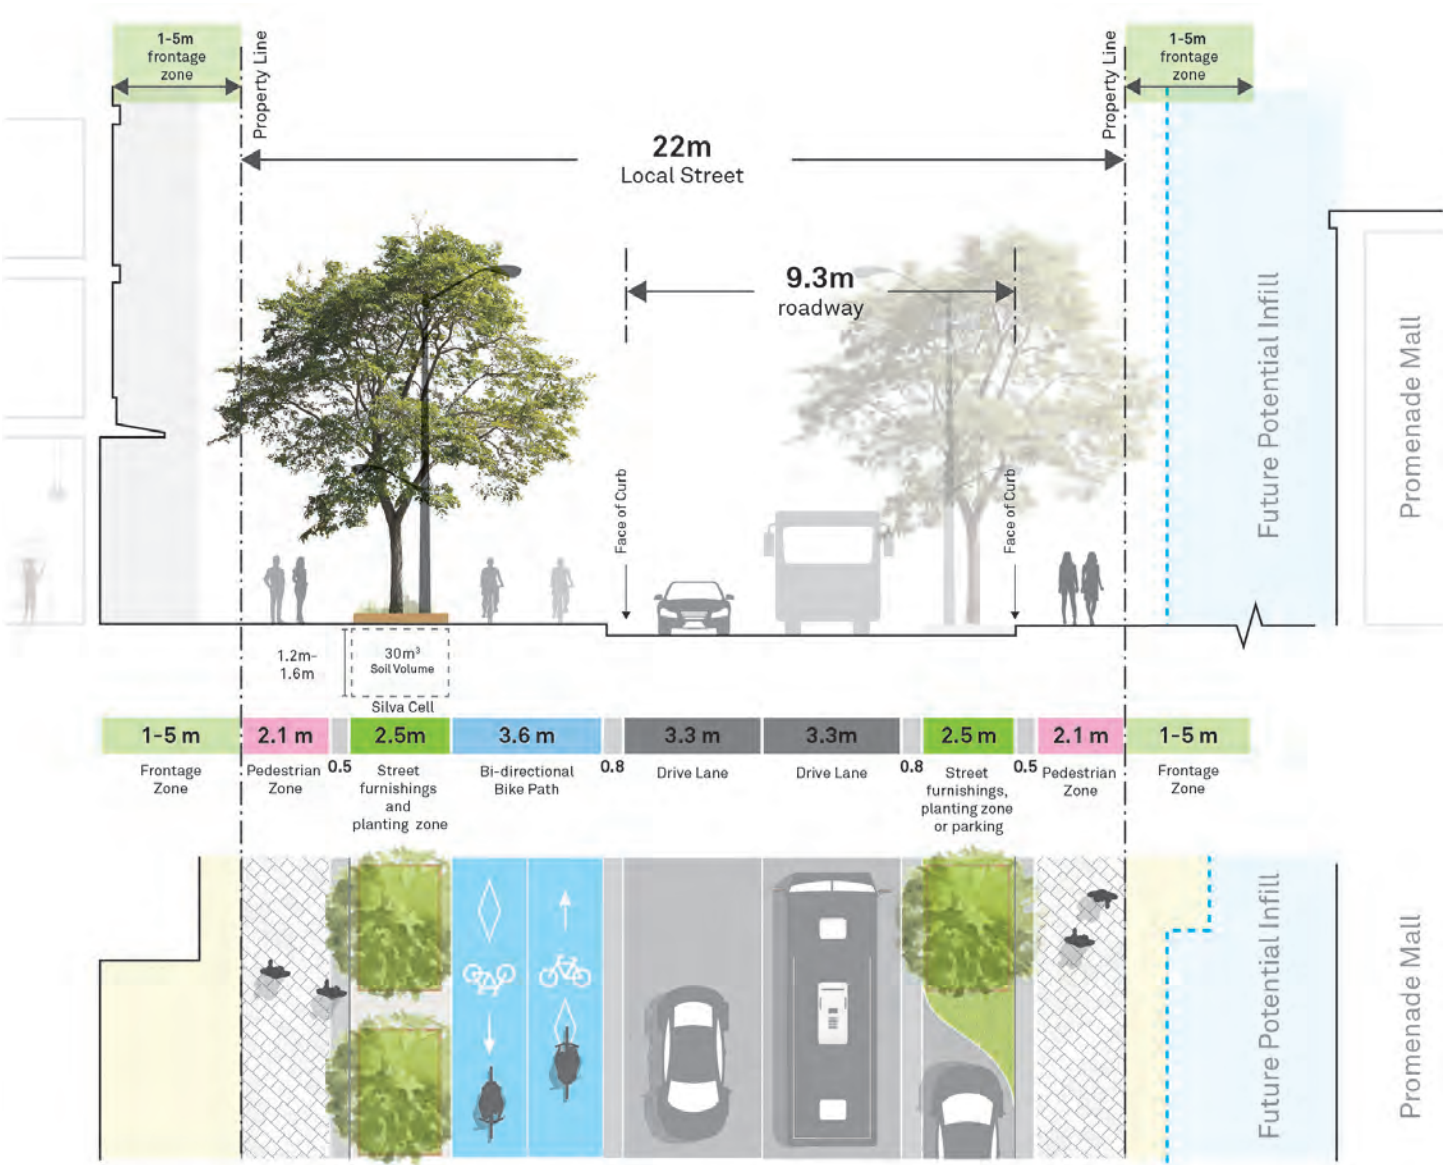 1-5m
frontage
zone
Property Line
22m
Local Street
Property Line
1-5m
frontage
zone
9.3m
roadway
Face of Curb
Face of Curb
Future Potential Infill
Promenade Mall
1.2m-
1.6m
30m³
Soil Volume
Silva Cell
1-5 m
2.1 m
2.5m
3.6 m
3.3 m
3.3m
2.5 m
2.1 m
1-5 m
Frontage
Zone
Pedestrian
Zone
0.5
Street
furnishings
and
planting zone
Bi-directional
Bike Path
0.8
Drive Lane
Drive Lane
0.8
Street
furnishings,
planting zone
or parking
0.5
Pedestrian
Zone
Frontage
Zone
Future Potential Infill
Promenade Mall